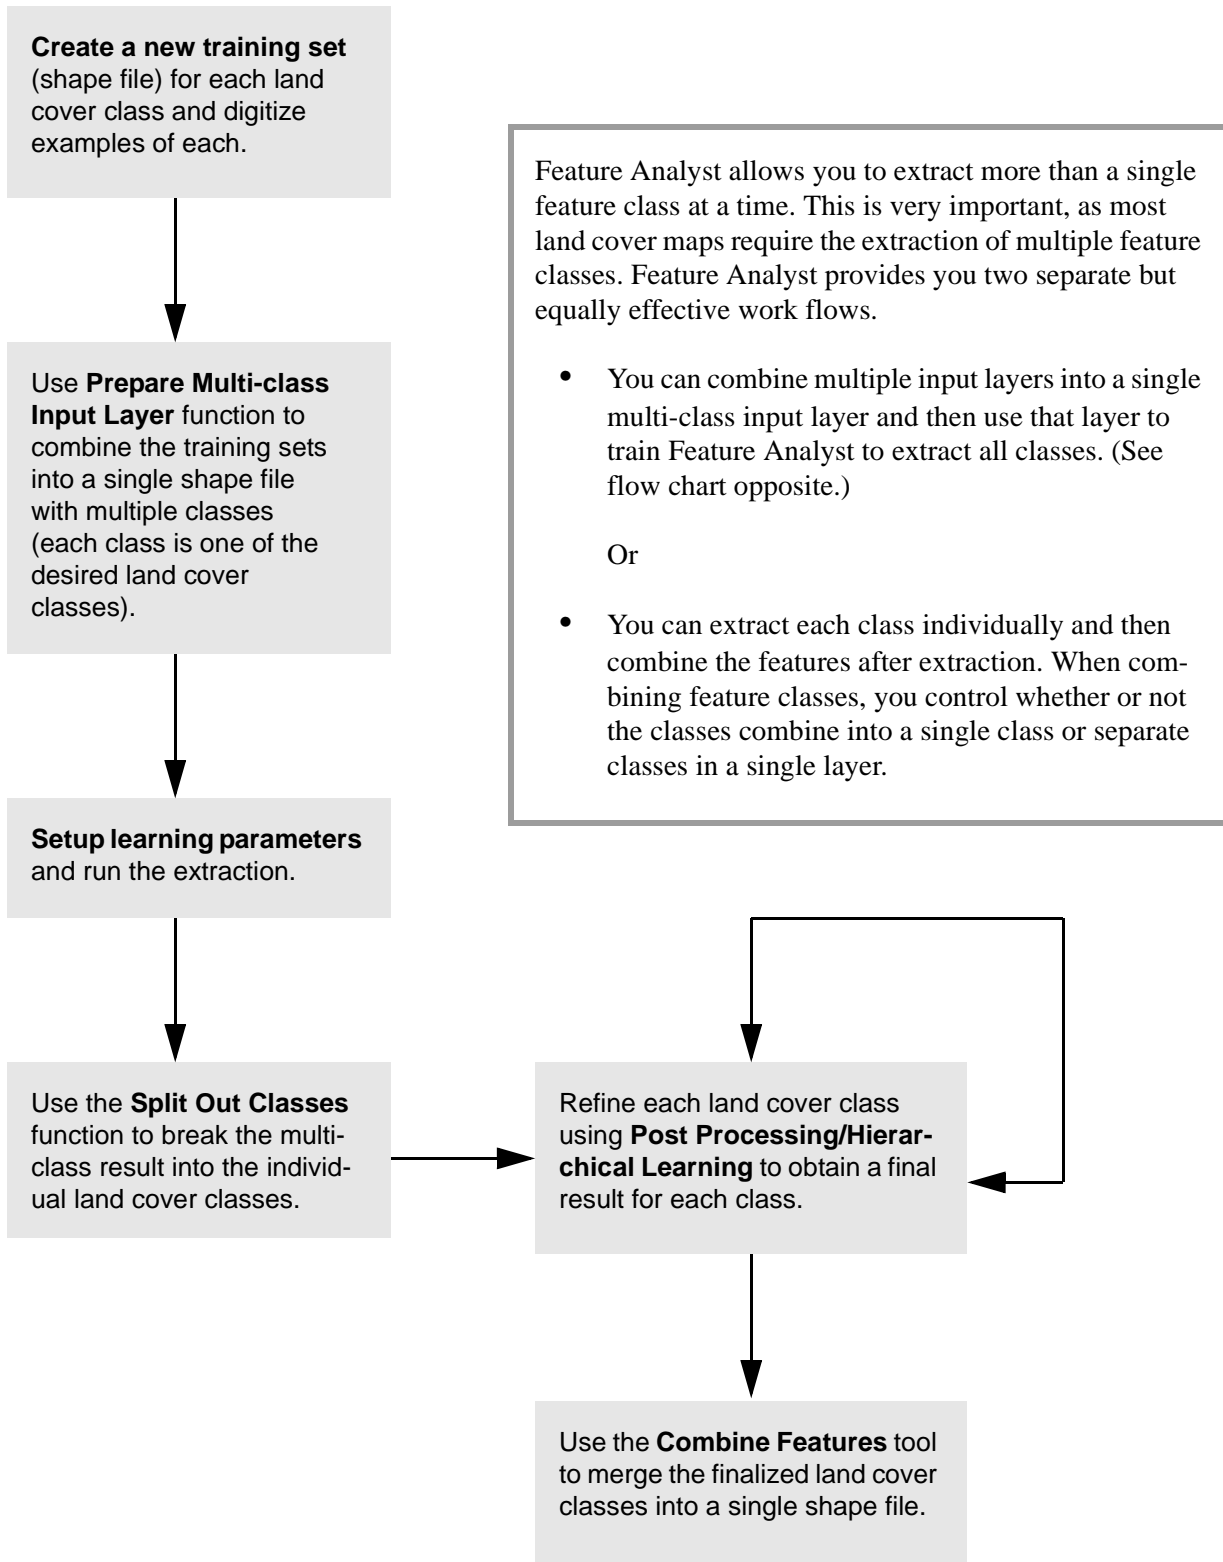 Create a new training set
(shape file) for each land
cover class and digitize
examples of each.
Use Prepare Multi-class
Input Layer function to
combine the training sets
into a single shape file
with multiple classes
(each class is one of the
desired land cover
classes).
Setup learning parameters
and run the extraction.
Use the Split Out Classes
function to break the multi-
class result into the individ-
ual land cover classes.
Feature Analyst allows you to extract more than a single
feature class at a time. This is very important, as most
land cover maps require the extraction of multiple feature
classes. Feature Analyst provides you two separate but
equally effective work flows.
• You can combine multiple input layers into a single
multi-class input layer and then use that layer to
train Feature Analyst to extract all classes. (See
flow chart opposite.)
Or
• You can extract each class individually and then
combine the features after extraction. When com-
bining feature classes, you control whether or not
the classes combine into a single class or separate
classes in a single layer.
Refine each land cover class
using Post Processing/Hierar-
chical Learning to obtain a final
result for each class.
Use the Combine Features tool
to merge the finalized land cover
classes into a single shape file.